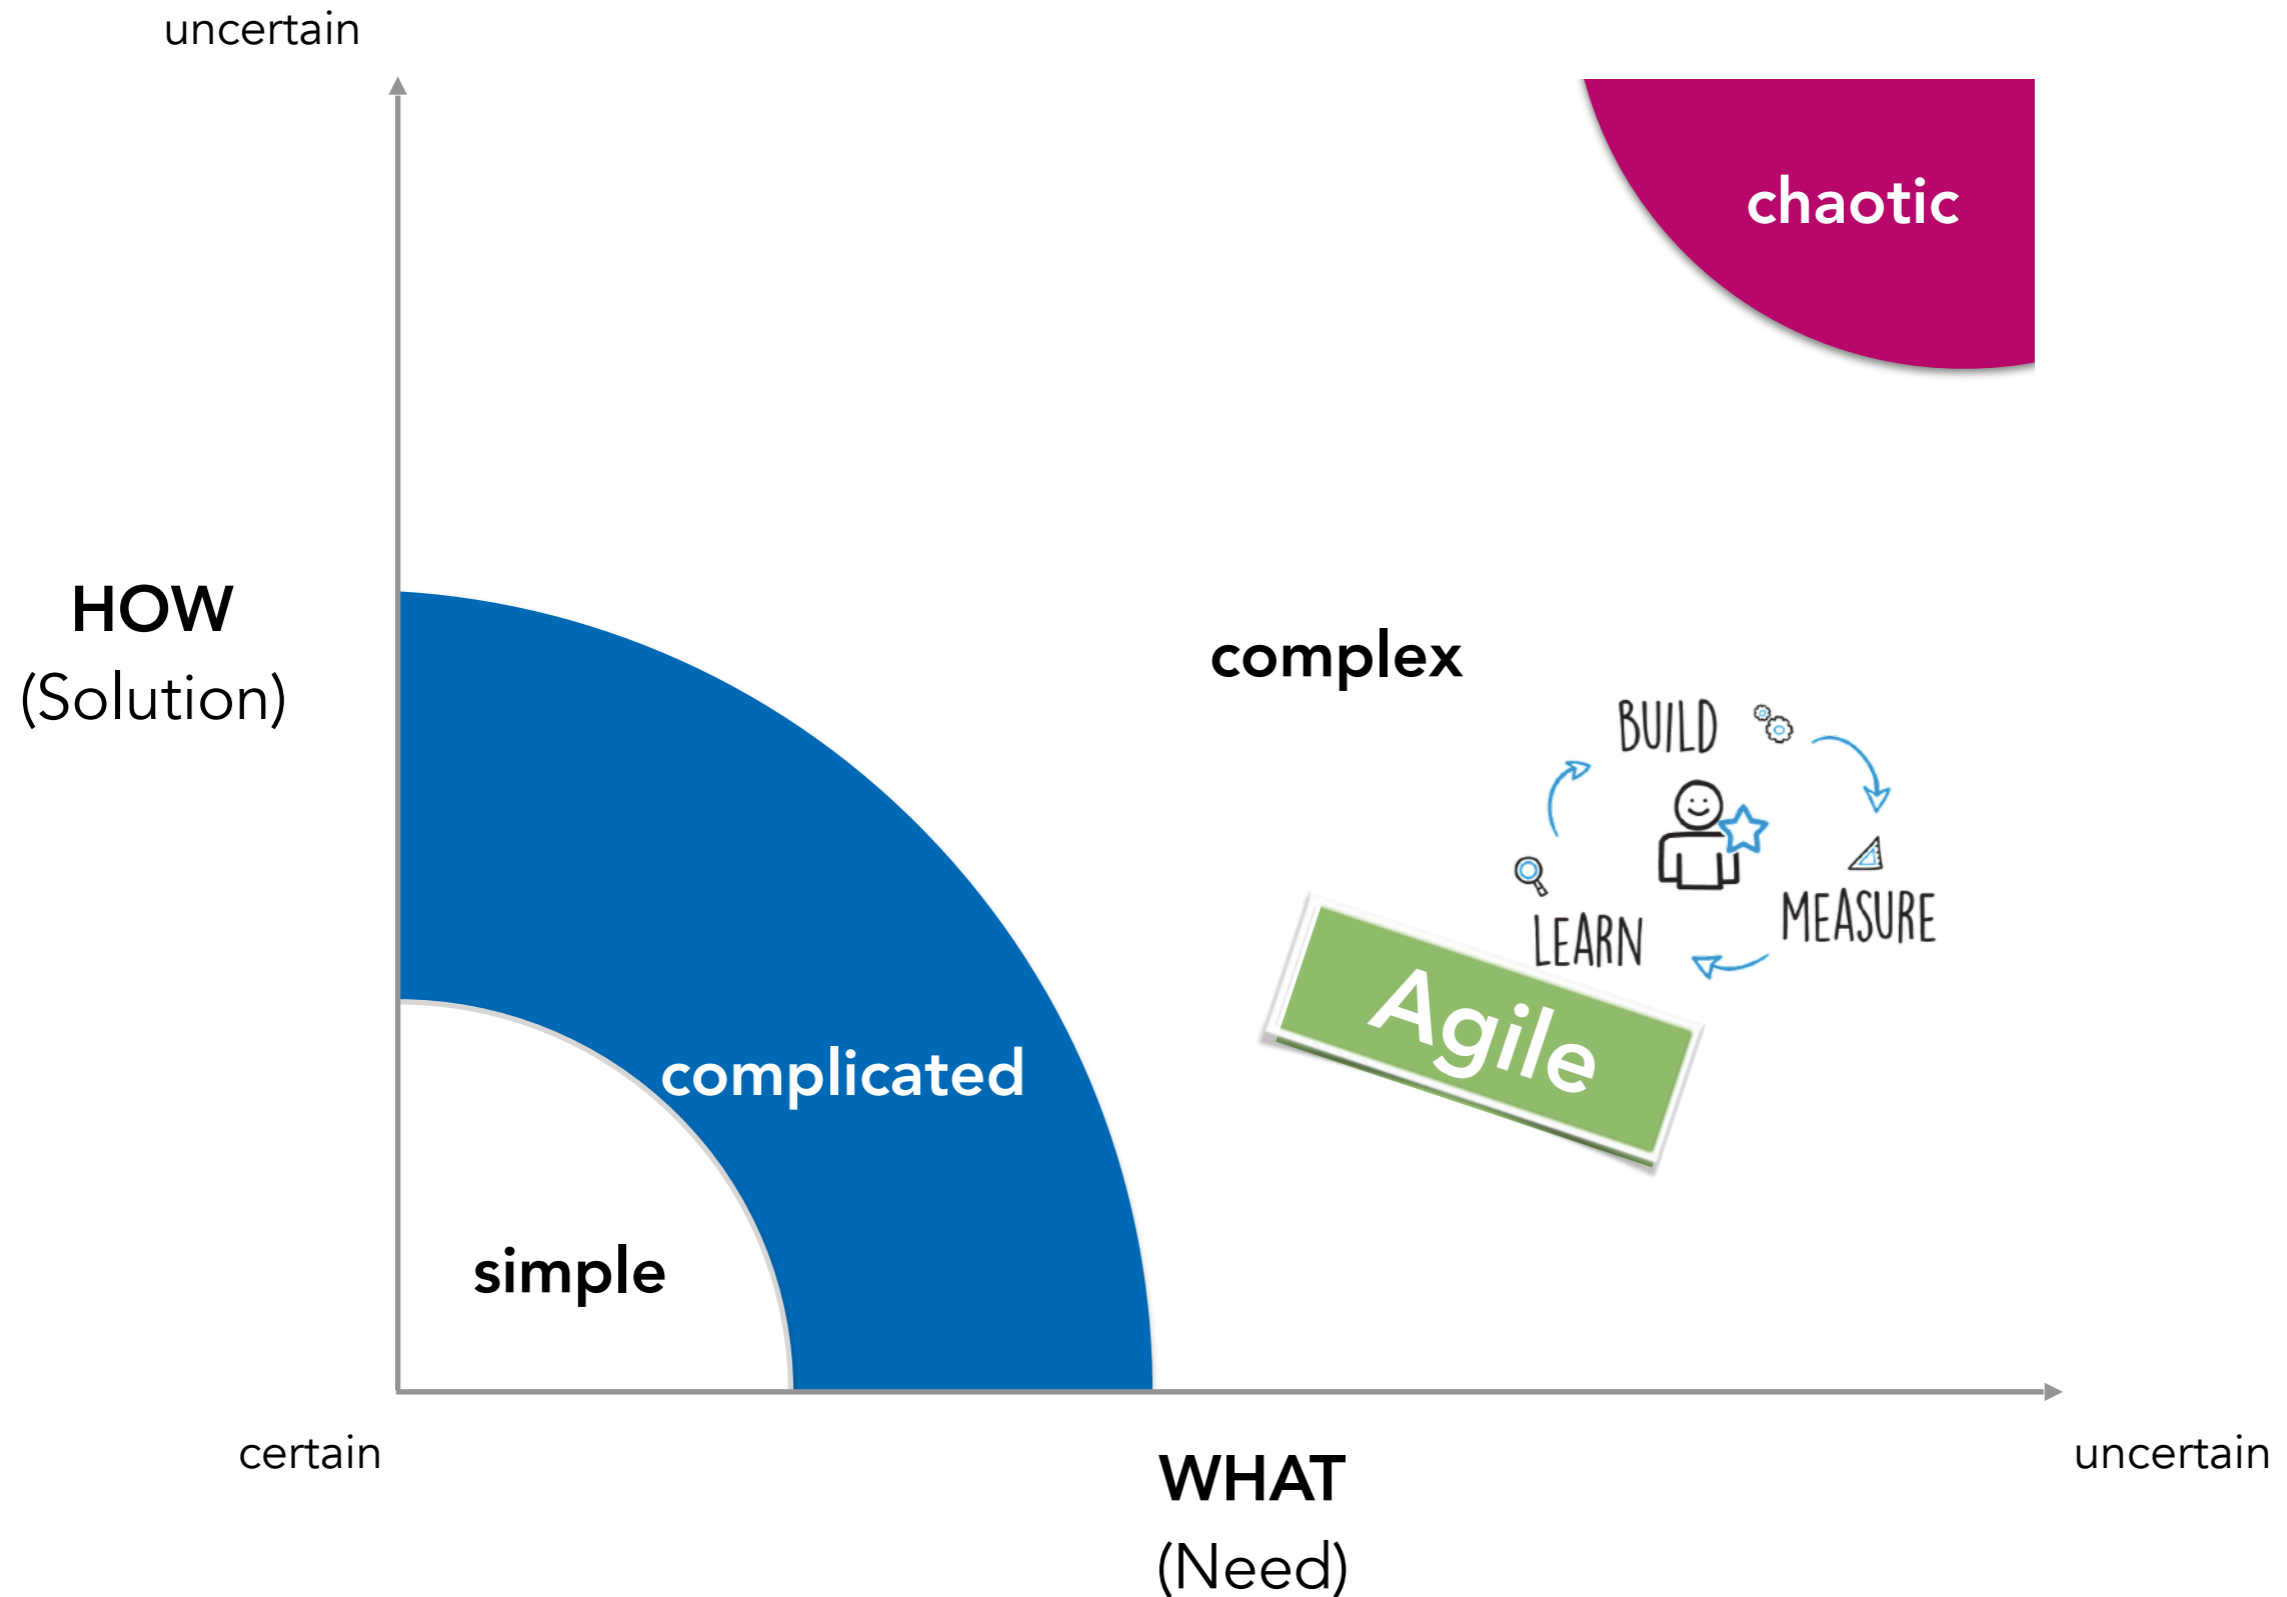 uncertain
chaotic
HOW
(Solution)
complex
BUILD
MEASURE
LEARN
Agile
complicated
simple
certain
uncertain
WHAT
(Need)